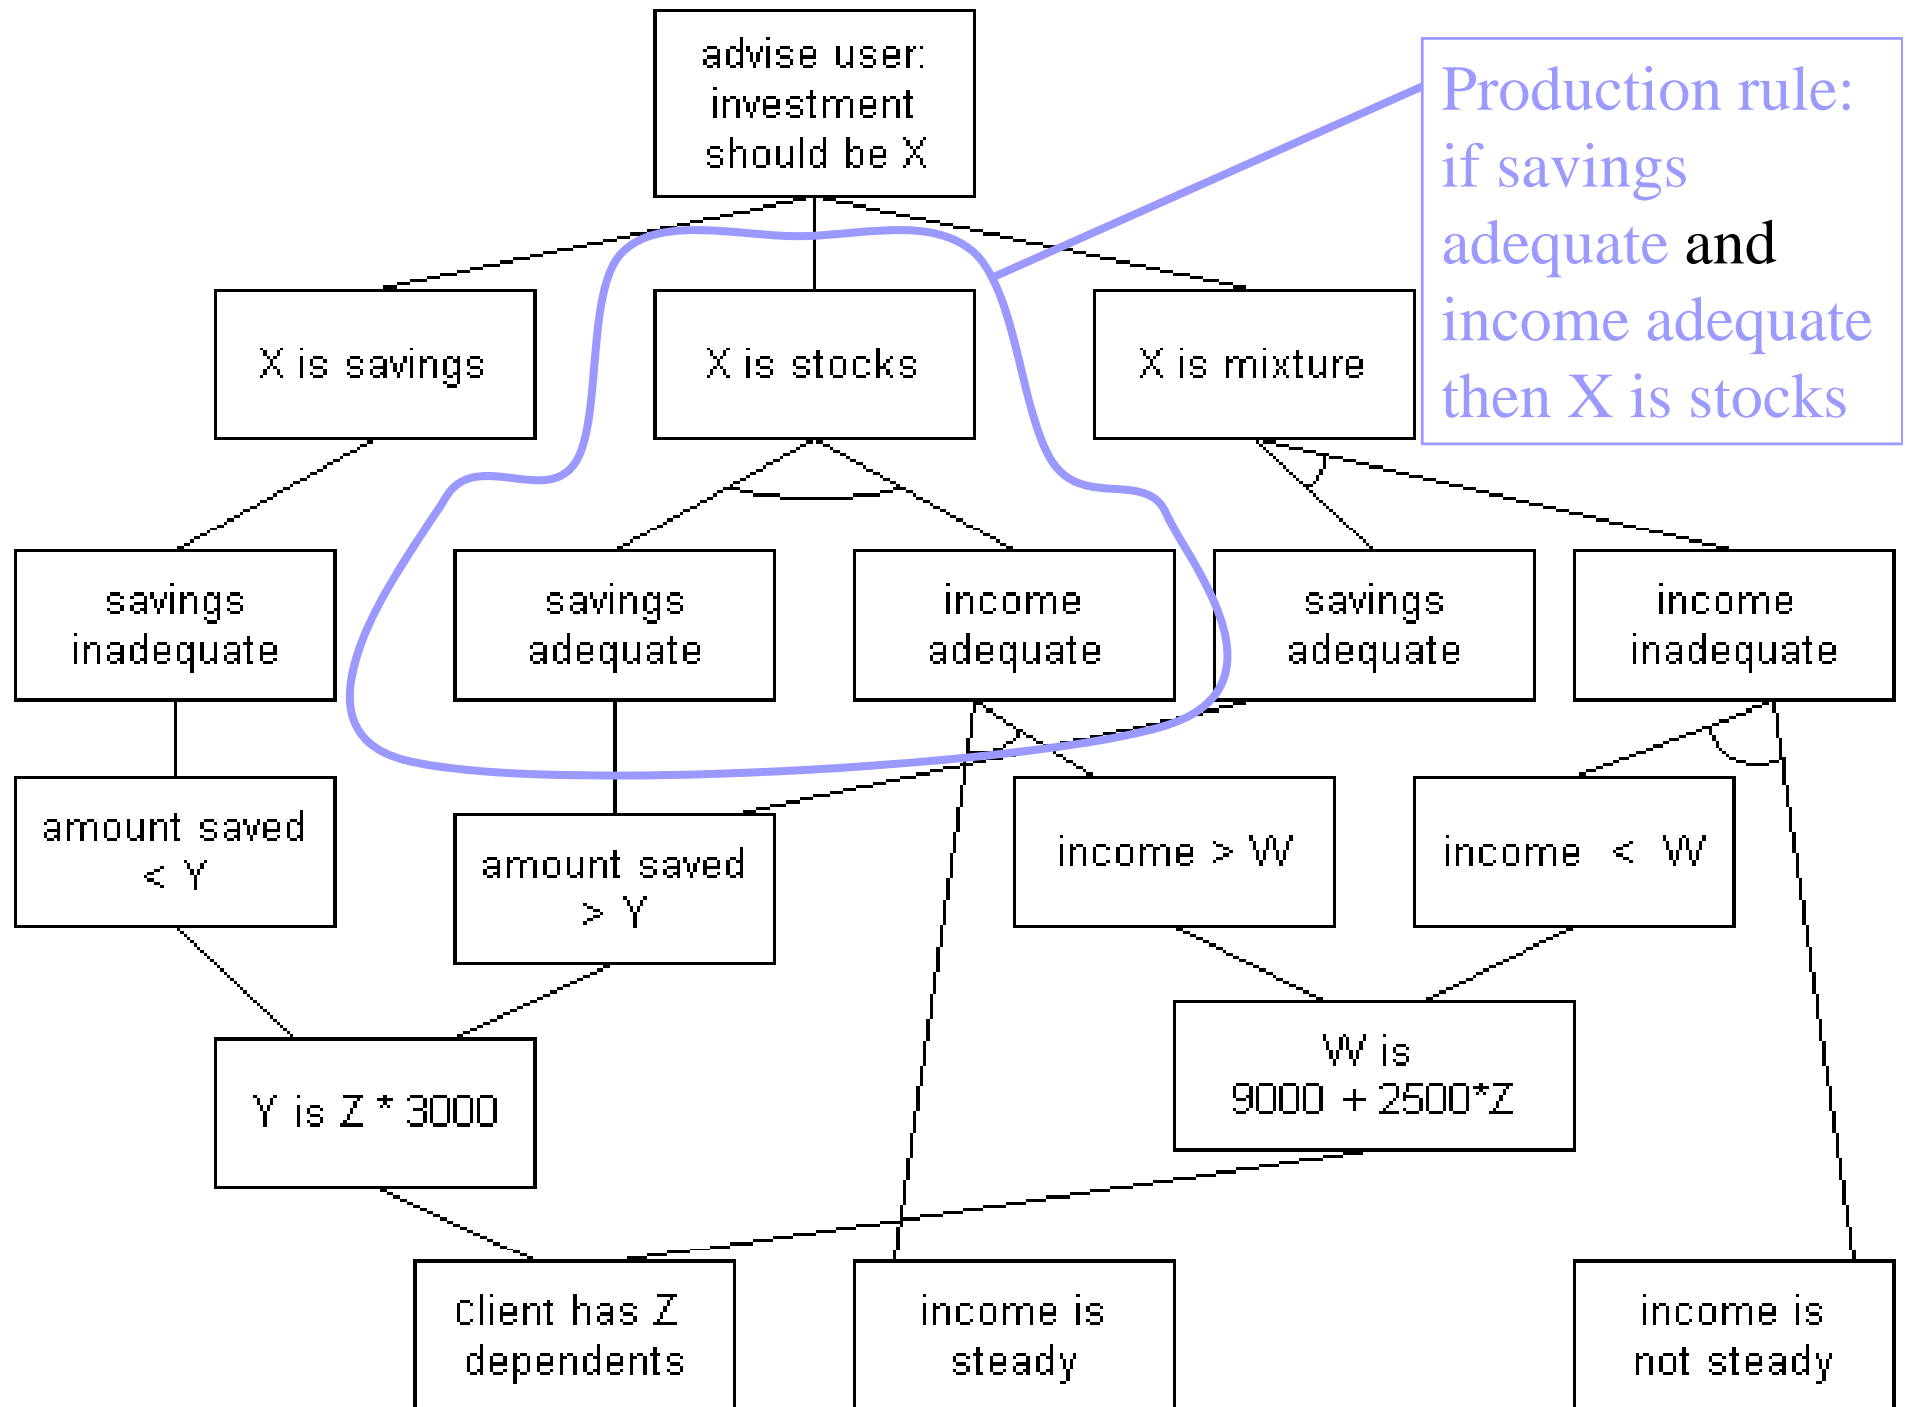 advise user:
investment
should be X
Production rule:
if savings
adequate and
income adequate
then X is stocks
X is savings
X is stocks
X is mixture
savings
inadequate
savings
adequate
income
adequate
savings
adequate
income
inadequate
amount saved
< Y
amount saved
> Y
income > W
income < W
Y is Z * 3000
W is
9000 + 2500*Z
client has Z
dependents
income is
steady
income is
not steady